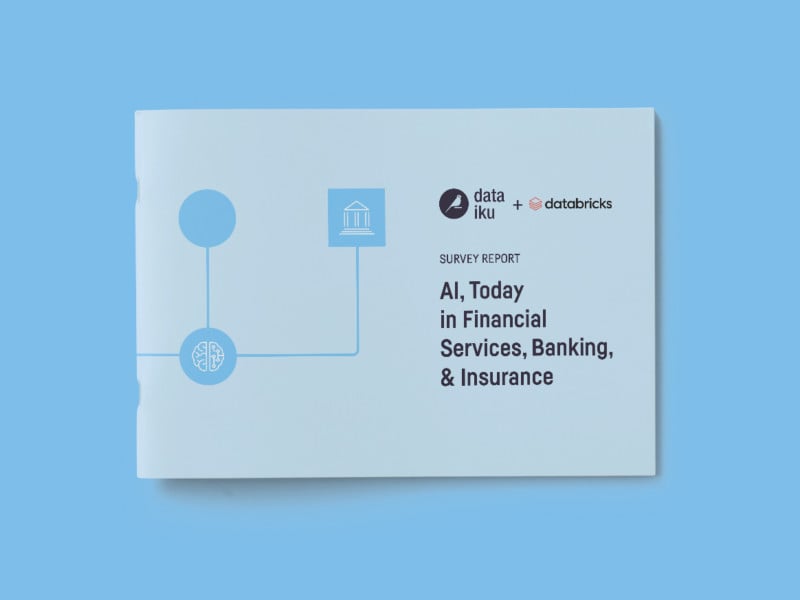 data
iku
+ databricks
SURVEY REPORT
AI, Today
in Financial
Services, Banking,
& Insurance